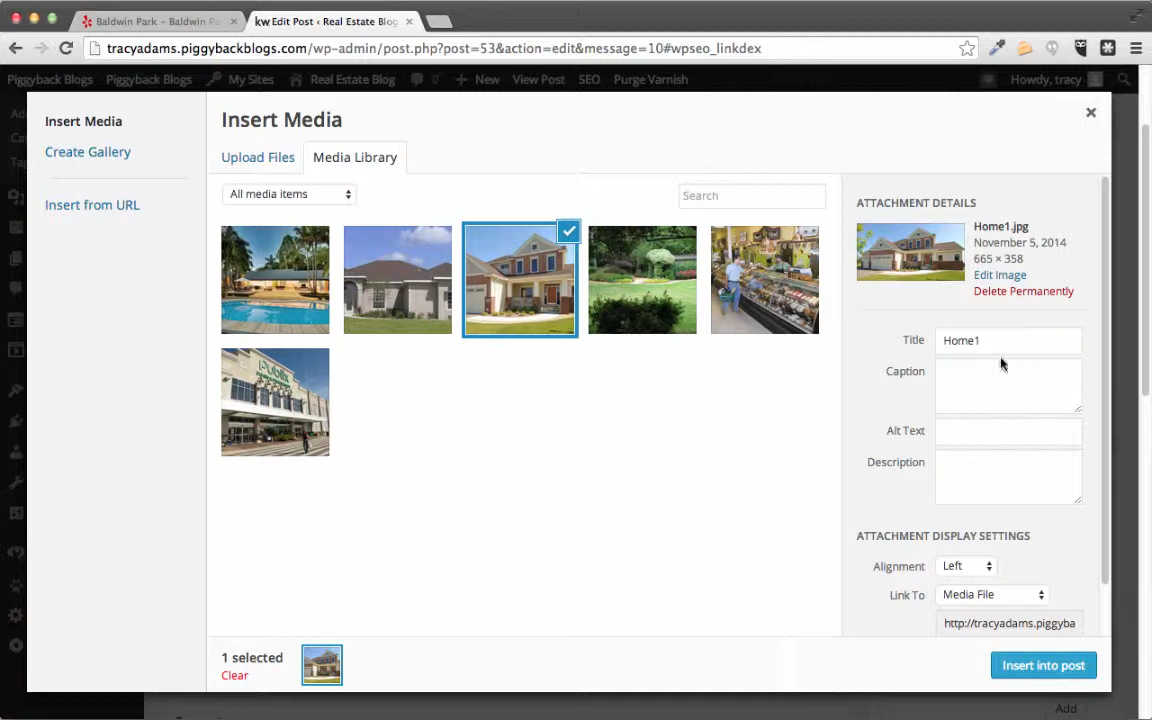 Baldwin Park – Baldwin Pa
kw Edit Post ‹ Real Estate Blog
tracyadams.piggybackblogs.com/wp-admin/post.php?post=53&action=edit&message=10#wpseo_linkdex
Piggyback Blogs Piggyback Blogs My Sites Real Estate Blog 0 New View Post SEO Purge Varnish Howdy, tracy
Insert Media
Create Gallery
Insert from URL
Insert Media
Upload Files Media Library
All media items Search
Publix
1 selected
Clear
ATTACHMENT DETAILS
Home1.jpg
November 5, 2014
665 × 358
Edit Image
Delete Permanently
Title Home1
Caption
Alt Text
Description
ATTACHMENT DISPLAY SETTINGS
Alignment Left
Link To Media File
http://tracyadams.piggyba
Insert into post
Add